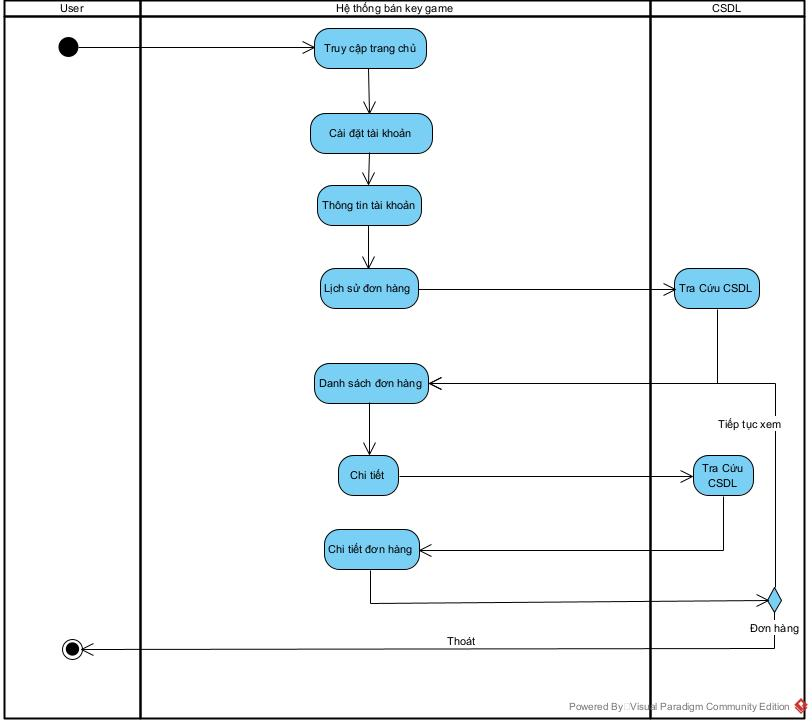 User
Hệ thống bán key game
CSDL
Truy cập trang chủ
Cài đặt tài khoản
Thông tin tài khoản
Lịch sử đơn hàng
Tra Cứu CSDL
Danh sách đơn hàng
Tiếp tục xem
Chi tiết
Tra Cứu
CSDL
Chi tiết đơn hàng
Đơn hàng
Thoát
Powered By Visual Paradigm Community Edition